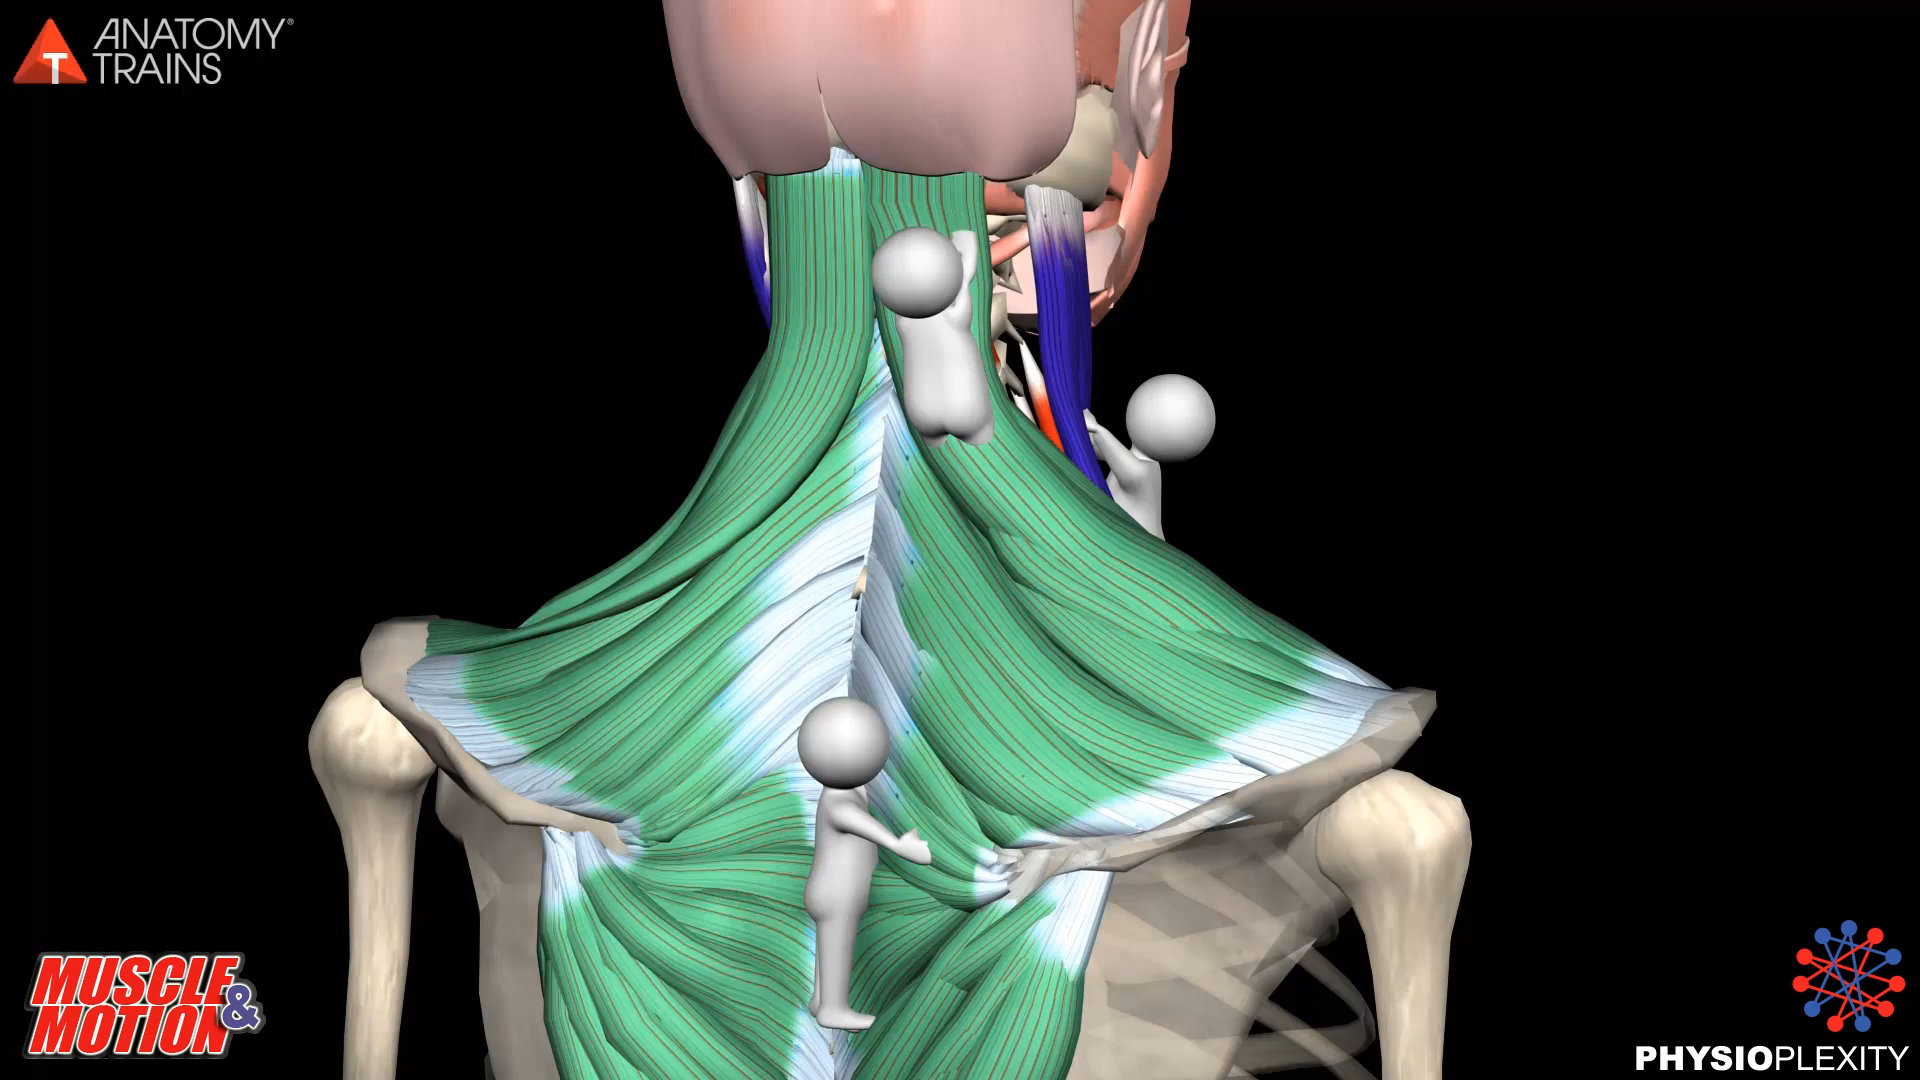 ANATOMY®
TRAINS
T
MUSCLE
&
MOTION
PHYSIOPLEXITY